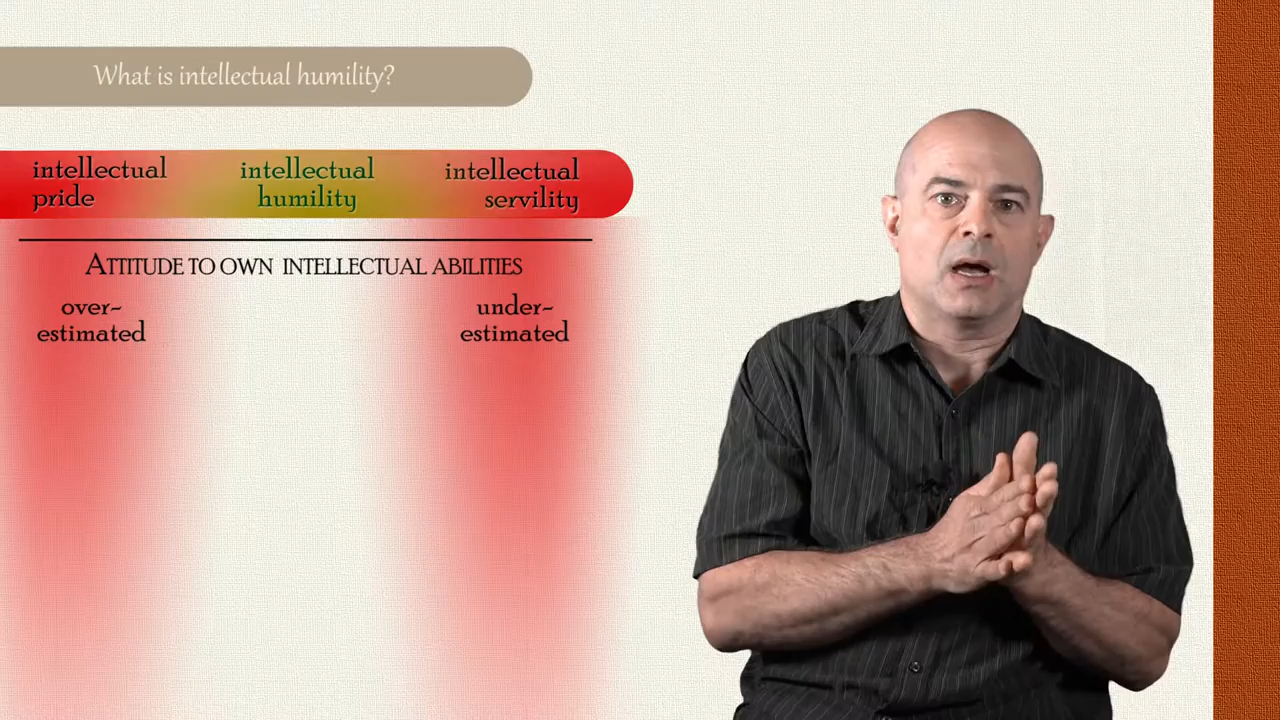 What is intellectual humility?
intellectual pride
intellectual humility
intellectual servility
ATTITUDE TO OWN INTELLECTUAL ABILITIES
over-
estimated
under-
estimated